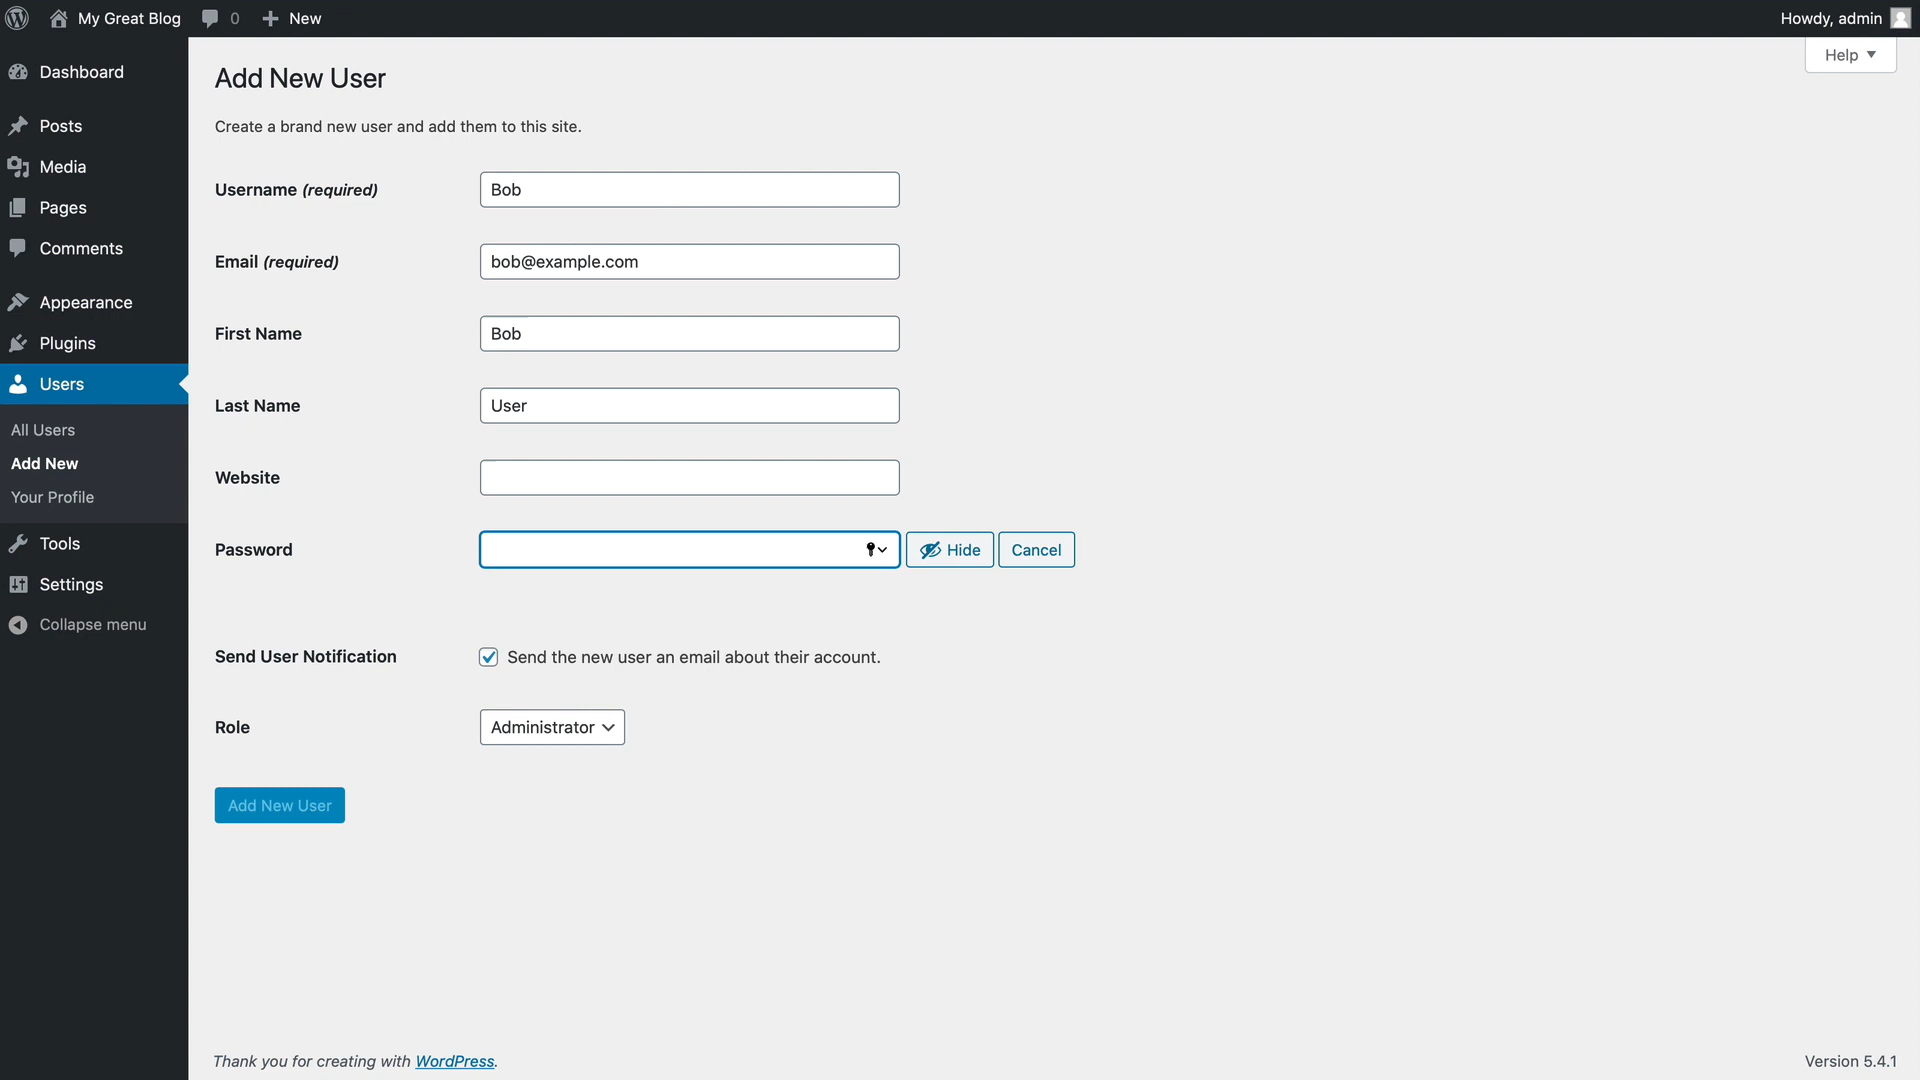 My Great Blog 0 New Howdy, admin
Help
Dashboard
Posts
Media
Pages
Comments
Appearance
Plugins
Users
All Users
Add New
Your Profile
Tools
Settings
Collapse menu
Add New User
Create a brand new user and add them to this site.
Username (required) Bob
Email (required) bob@example.com
First Name Bob
Last Name User
Website
Password Hide Cancel
Send User Notification Send the new user an email about their account.
Role Administrator
Add New User
Thank you for creating with WordPress. Version 5.4.1